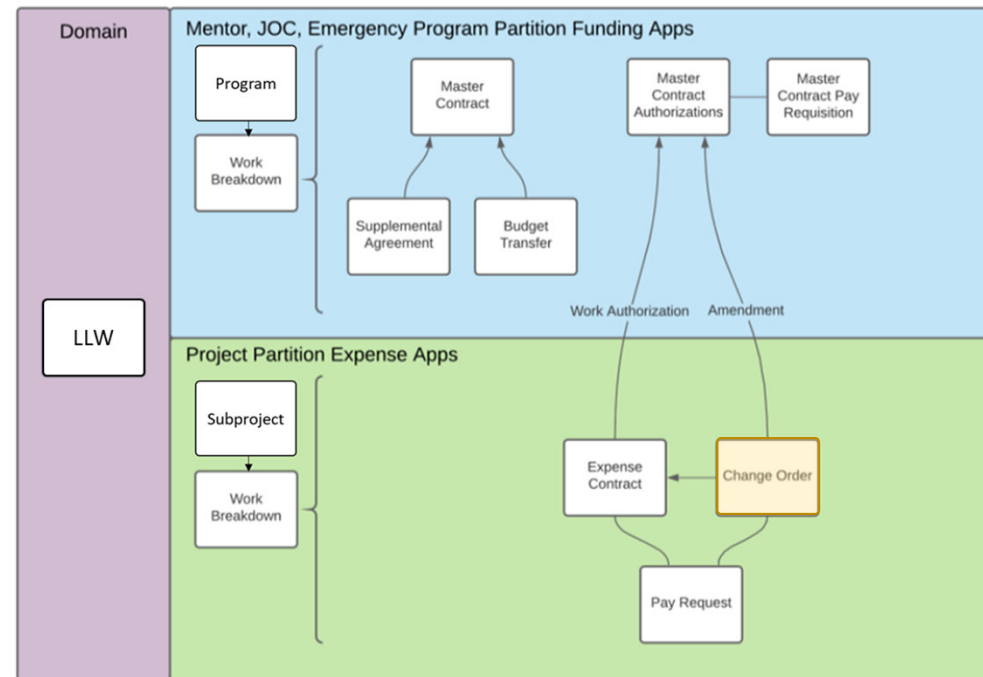 Domain
Mentor, JOC, Emergency Program Partition Funding Apps
Program
Work
Breakdown
Master
Contract
Master
Contract
Authorizations
Master
Contract Pay
Requisition
Supplemental
Agreement
Budget
Transfer
Work Authorization
Amendment
LLW
Project Partition Expense Apps
Subproject
Work
Breakdown
Expense
Contract
Change Order
Pay Request